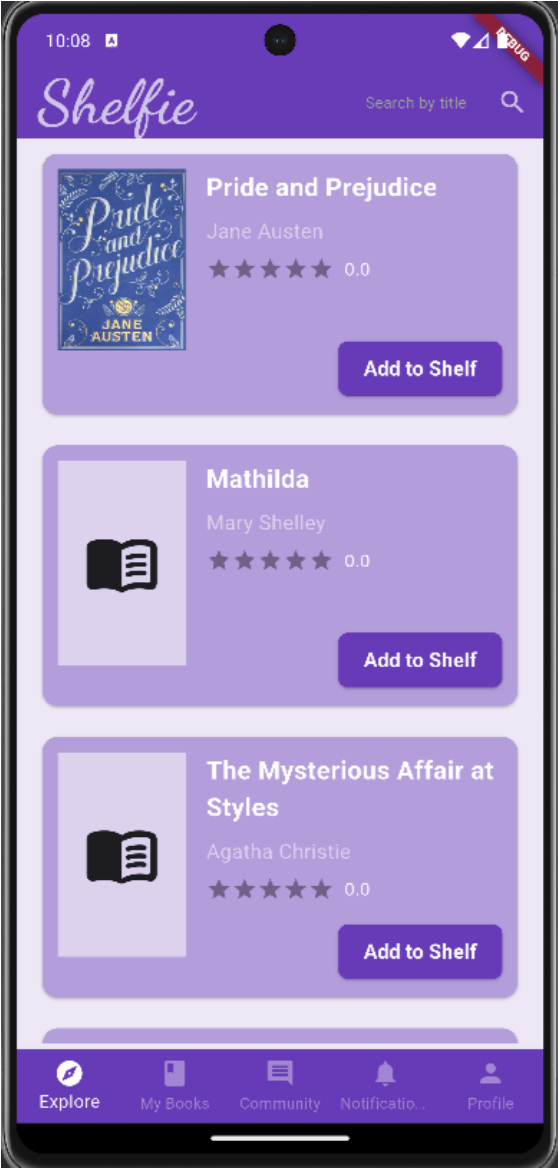 10:08 A
DEBUG
Shelfie
Search by title
Pride and Prejudice
Pride
and
Prejudice
JANE
AUSTEN
Jane Austen
0.0
Add to Shelf
Mathilda
Mary Shelley
0.0
Add to Shelf
The Mysterious Affair at
Styles
Agatha Christie
0.0
Add to Shelf
Explore
My Books
Community
Notificatio...
Profile